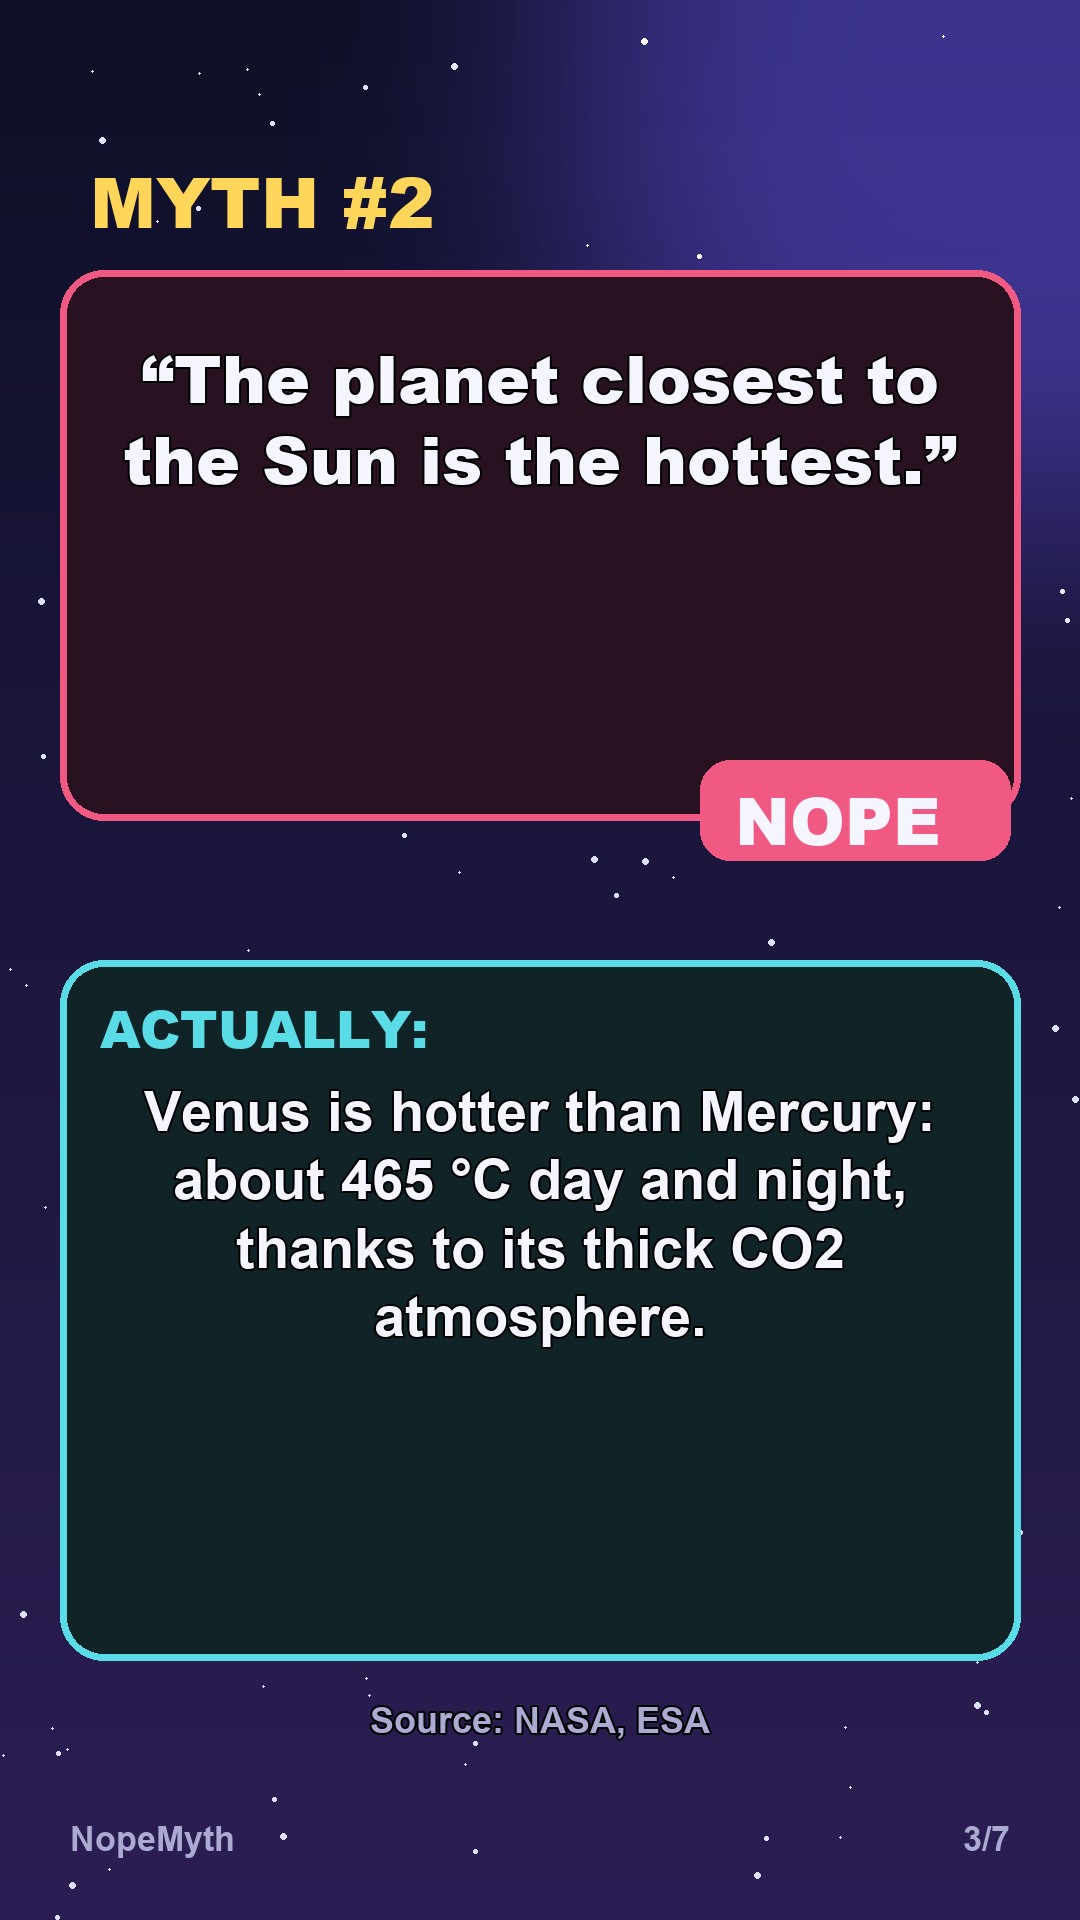 MYTH #2
“The planet closest to
the Sun is the hottest.”
NOPE
ACTUALLY:
Venus is hotter than Mercury:
about 465 °C day and night,
thanks to its thick CO2
atmosphere.
Source: NASA, ESA
NopeMyth
3/7